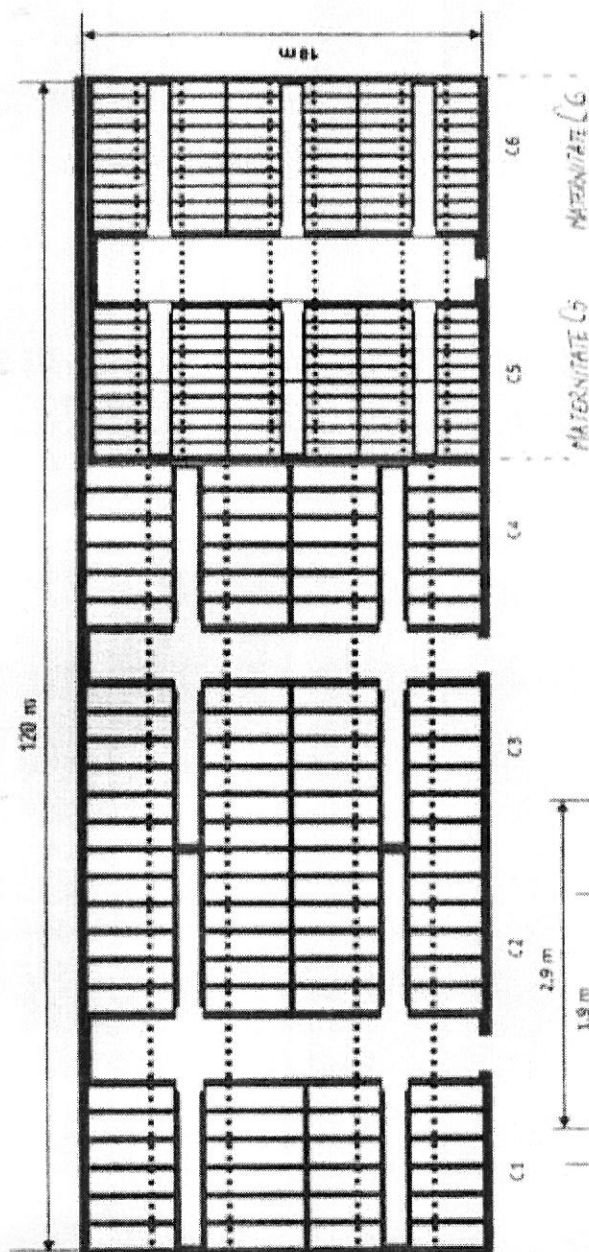 120 m
18 m
C1
C2
C3
C4
C5
C6
MATERNITATE C5
MATERNITATE C6
2.9 m
1.9 m